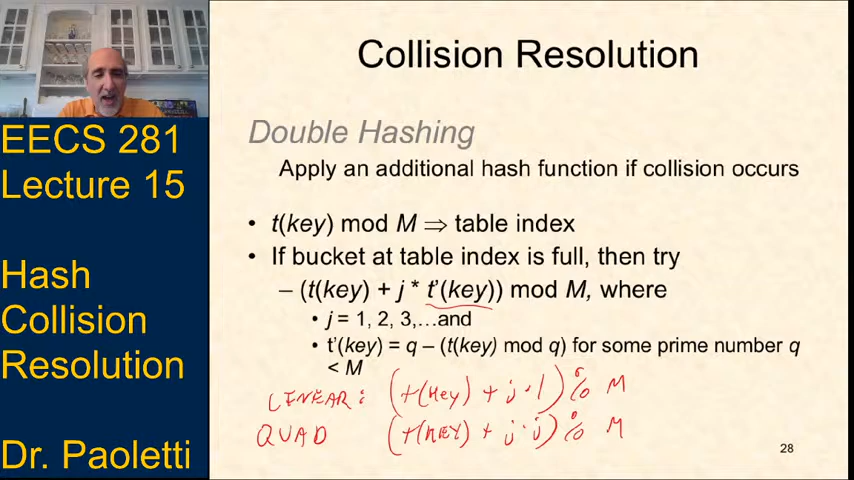 Collision Resolution
EECS 281
Lecture 15
Hash
Collision
Resolution
Dr. Paoletti
Double Hashing
Apply an additional hash function if collision occurs
• t(key) mod M ⇒ table index
• If bucket at table index is full, then try
– (t(key) + j * t’(key)) mod M, where
• j = 1, 2, 3,…and
• t’(key) = q – (t(key) mod q) for some prime number q
< M
LINEAR: (t(KEY) + j·1) % M
QUAD (t(KEY) + j·j) % M
28